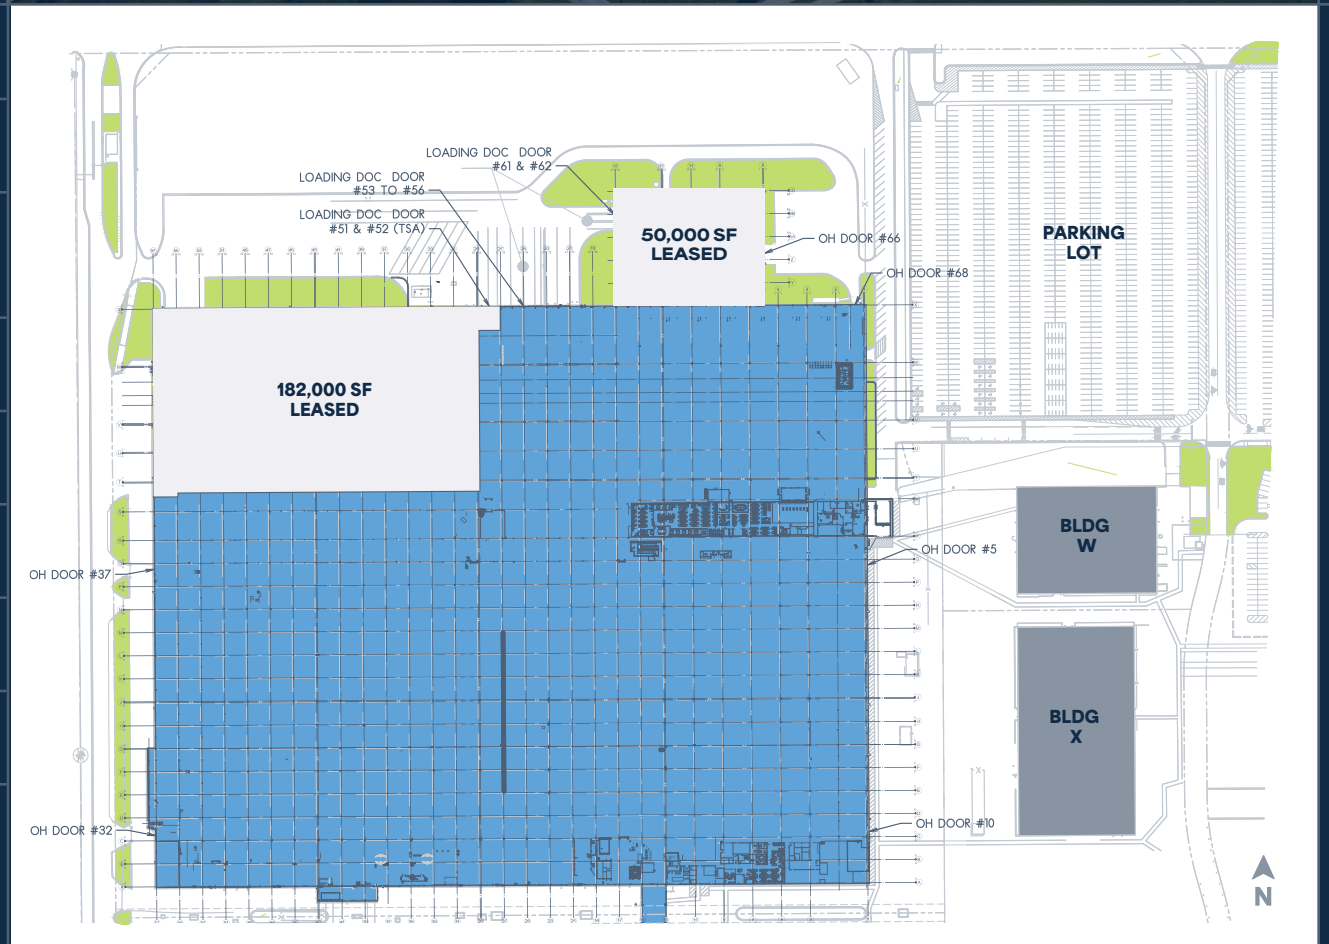 LOADING DOC DOOR
#61 & #62
LOADING DOC DOOR
#53 TO #56
LOADING DOC DOOR
#51 & #52 (TSA)
50,000 SF
LEASED
OH DOOR #66
OH DOOR #68
PARKING
LOT
182,000 SF
LEASED
BLDG
W
OH DOOR #5
OH DOOR #37
BLDG
X
OH DOOR #32
OH DOOR #10
N